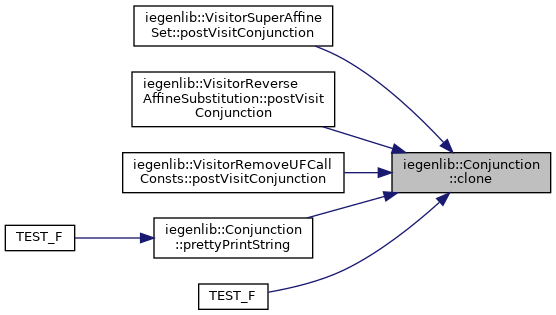 iegenlib::VisitorSuperAffine
Set::postVisitConjunction
iegenlib::VisitorReverse
AffineSubstitution::postVisit
Conjunction
iegenlib::VisitorRemoveUFCall
Consts::postVisitConjunction
iegenlib::Conjunction
::clone
iegenlib::Conjunction
::prettyPrintString
TEST_F
TEST_F